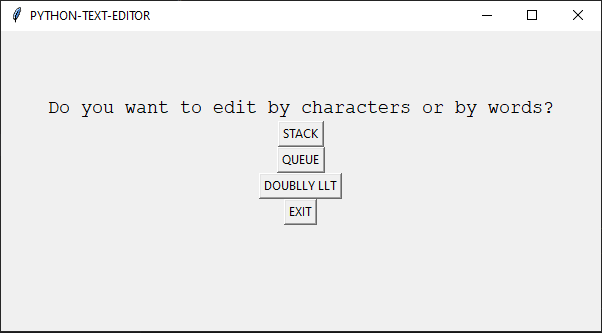 PYTHON-TEXT-EDITOR
Do you want to edit by characters or by words?
STACK
QUEUE
DOUBLLY LLT
EXIT